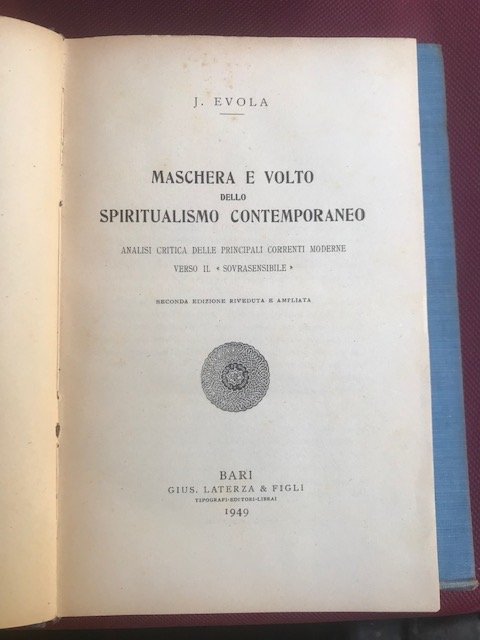 J. EVOLA
MASCHERA E VOLTO
DELLO
SPIRITUALISMO CONTEMPORANEO
ANALISI CRITICA DELLE PRINCIPALI CORRENTI MODERNE
VERSO IL « SOVRASENSIBILE »
SECONDA EDIZIONE RIVEDUTA E AMPLIATA
BARI
GIUS. LATERZA & FIGLI
TIPOGRAFI-EDITORI-LIBRAI
1949